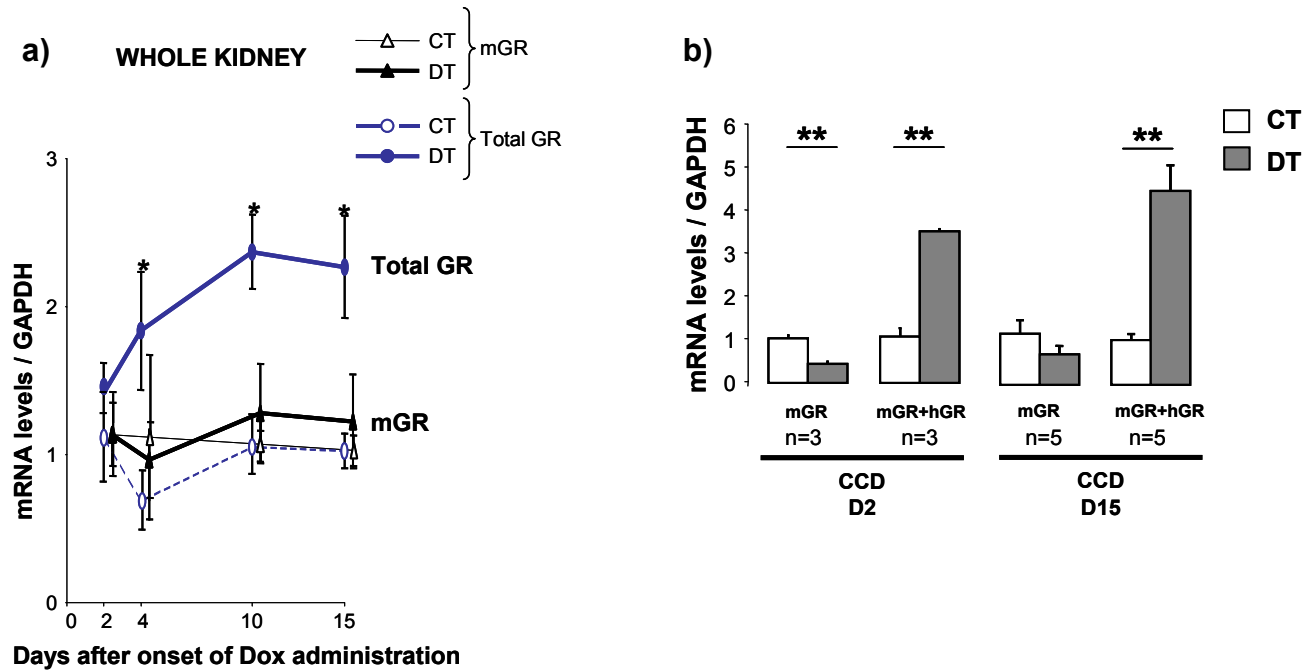 a)
WHOLE KIDNEY
CT
DT
mGR
CT
DT
Total GR
3
2
1
0
mRNA levels / GAPDH
*
*
*
Total GR
mGR
0 2 4 10 15
Days after onset of Dox administration
b)
CT
DT
6
5
4
3
2
1
0
mRNA levels / GAPDH
**
**
**
mGR mGR+hGR mGR mGR+hGR
n=3 n=3 n=5 n=5
CCD
D2
CCD
D15